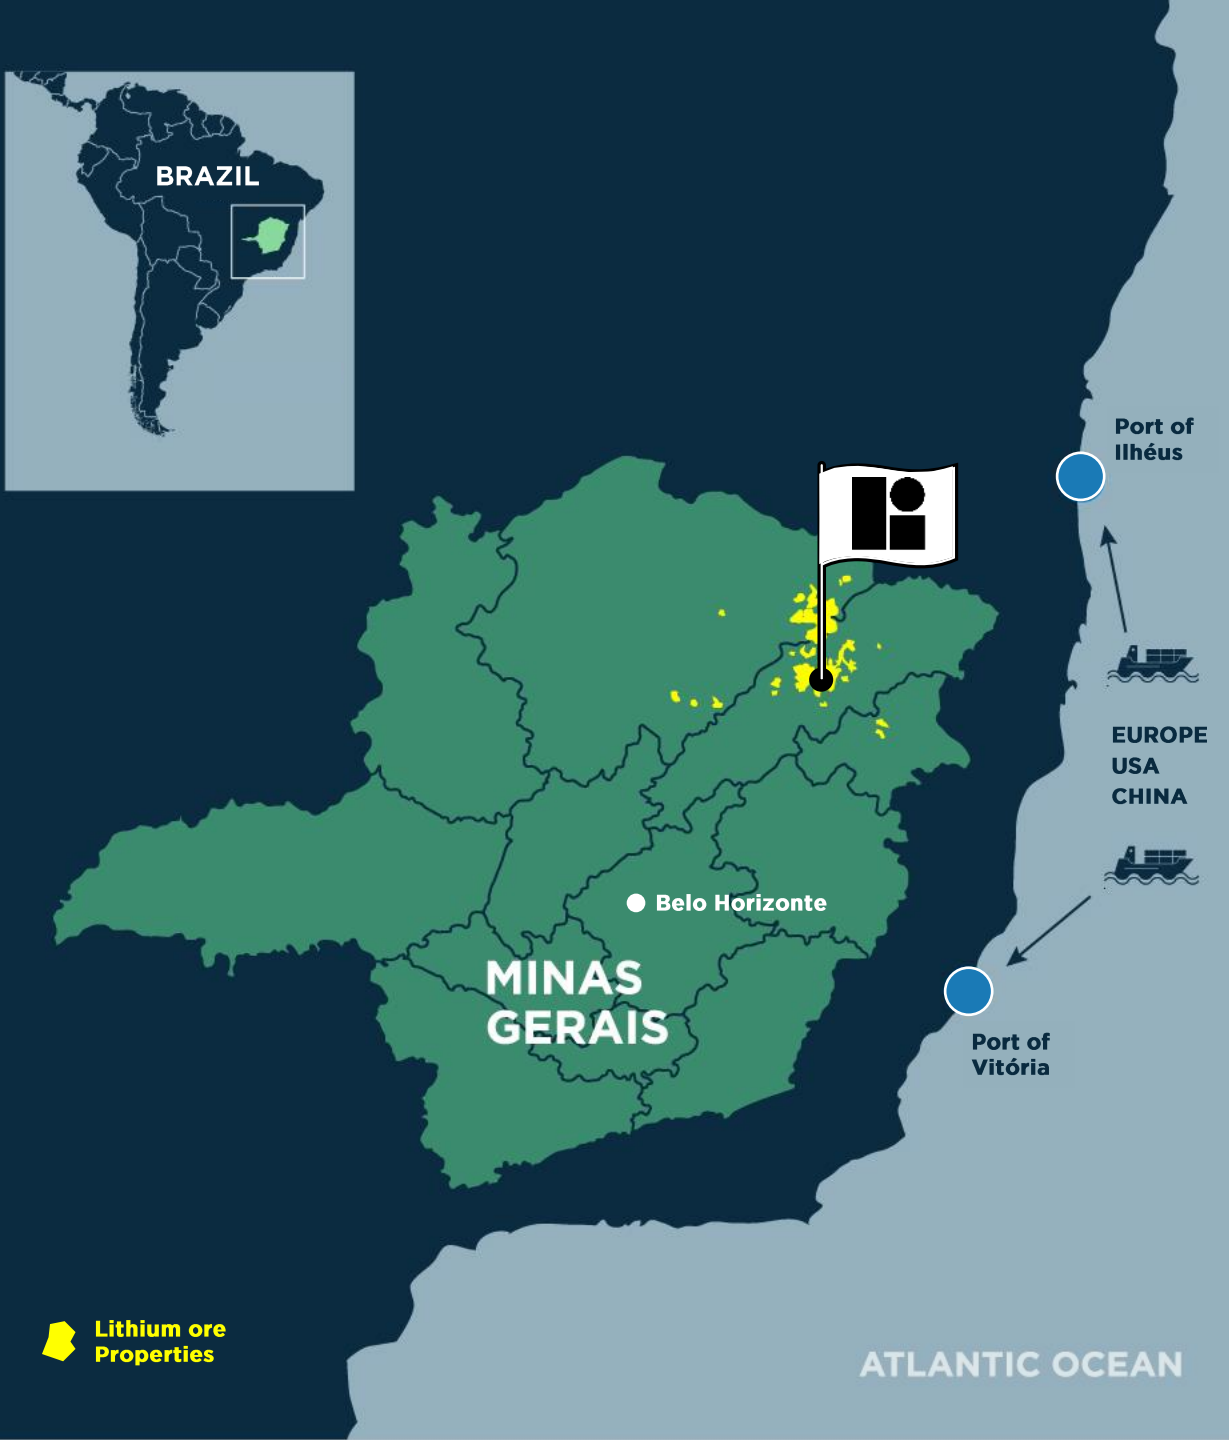 BRAZIL
Port of
Ilhéus
EUROPE
USA
CHINA
Belo Horizonte
MINAS
GERAIS
Port of
Vitória
Lithium ore
Properties
ATLANTIC OCEAN